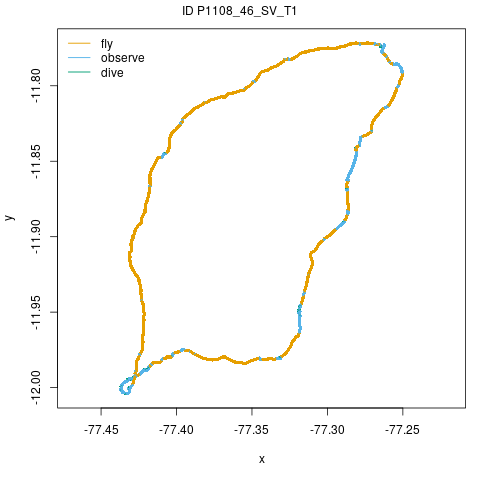 ID P1108_46_SV_T1
fly
observe
dive
-11.80
-11.85
-11.90
-11.95
-12.00
y
-77.45
-77.40
-77.35
-77.30
-77.25
x